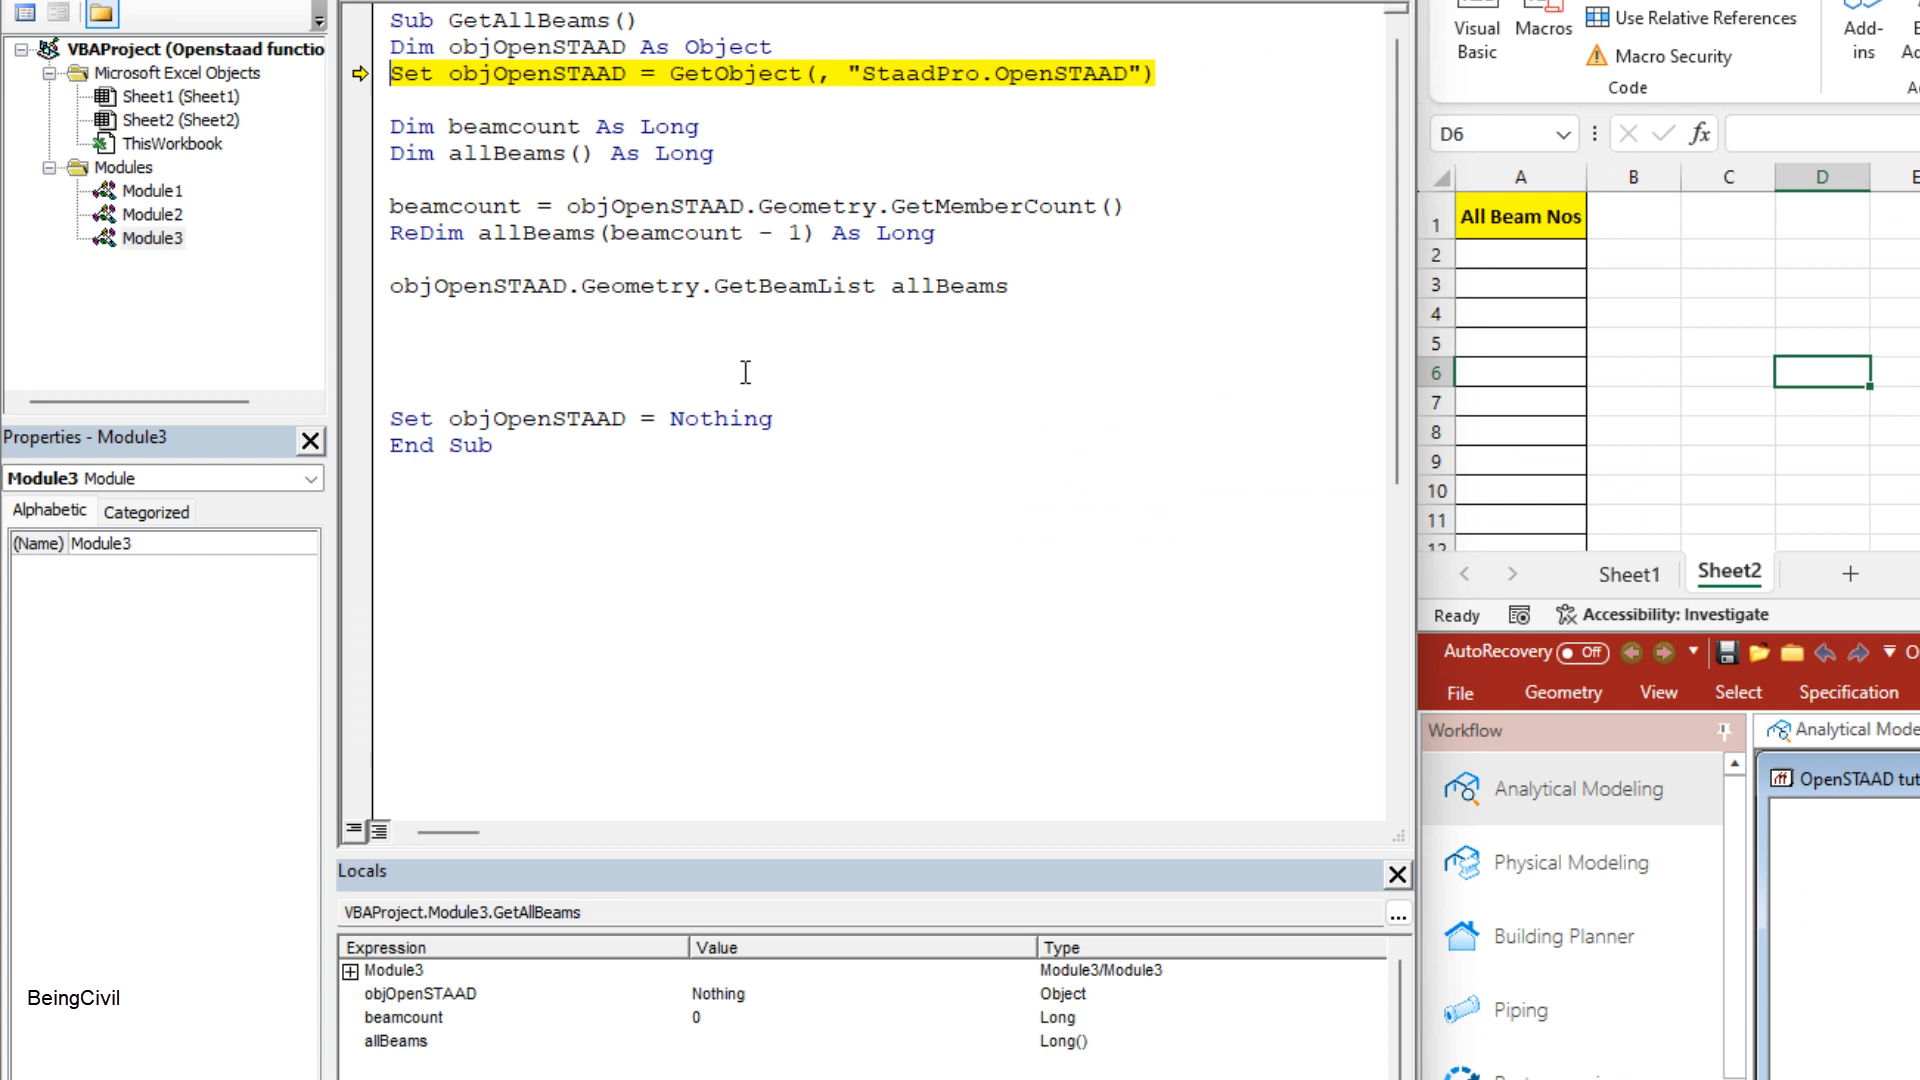 VBAProject (Openstaad functio
Microsoft Excel Objects
Sheet1 (Sheet1)
Sheet2 (Sheet2)
ThisWorkbook
Modules
Module1
Module2
Module3
Properties - Module3
Module3 Module
Alphabetic Categorized
(Name) Module3
BeingCivil
Sub GetAllBeams()
Dim objOpenSTAAD As Object
Set objOpenSTAAD = GetObject(, "StaadPro.OpenSTAAD")
Dim beamcount As Long
Dim allBeams() As Long
beamcount = objOpenSTAAD.Geometry.GetMemberCount()
ReDim allBeams(beamcount - 1) As Long
objOpenSTAAD.Geometry.GetBeamList allBeams
Set objOpenSTAAD = Nothing
End Sub
Locals
VBAProject.Module3.GetAllBeams
...
Expression Value Type
Module3 Module3/Module3
objOpenSTAAD Nothing Object
beamcount 0 Long
allBeams Long()
Visual Basic
Macros
Use Relative References
Macro Security
Code
Add-ins
D6
fx
A B C D E
1 All Beam Nos
2
3
4
5
6
7
8
9
10
11
12
Sheet1 Sheet2
Ready Accessibility: Investigate
AutoRecovery Off
File Geometry View Select Specification
Workflow
Analytical Mode
OpenSTAAD tut
Analytical Modeling
Physical Modeling
Building Planner
Piping